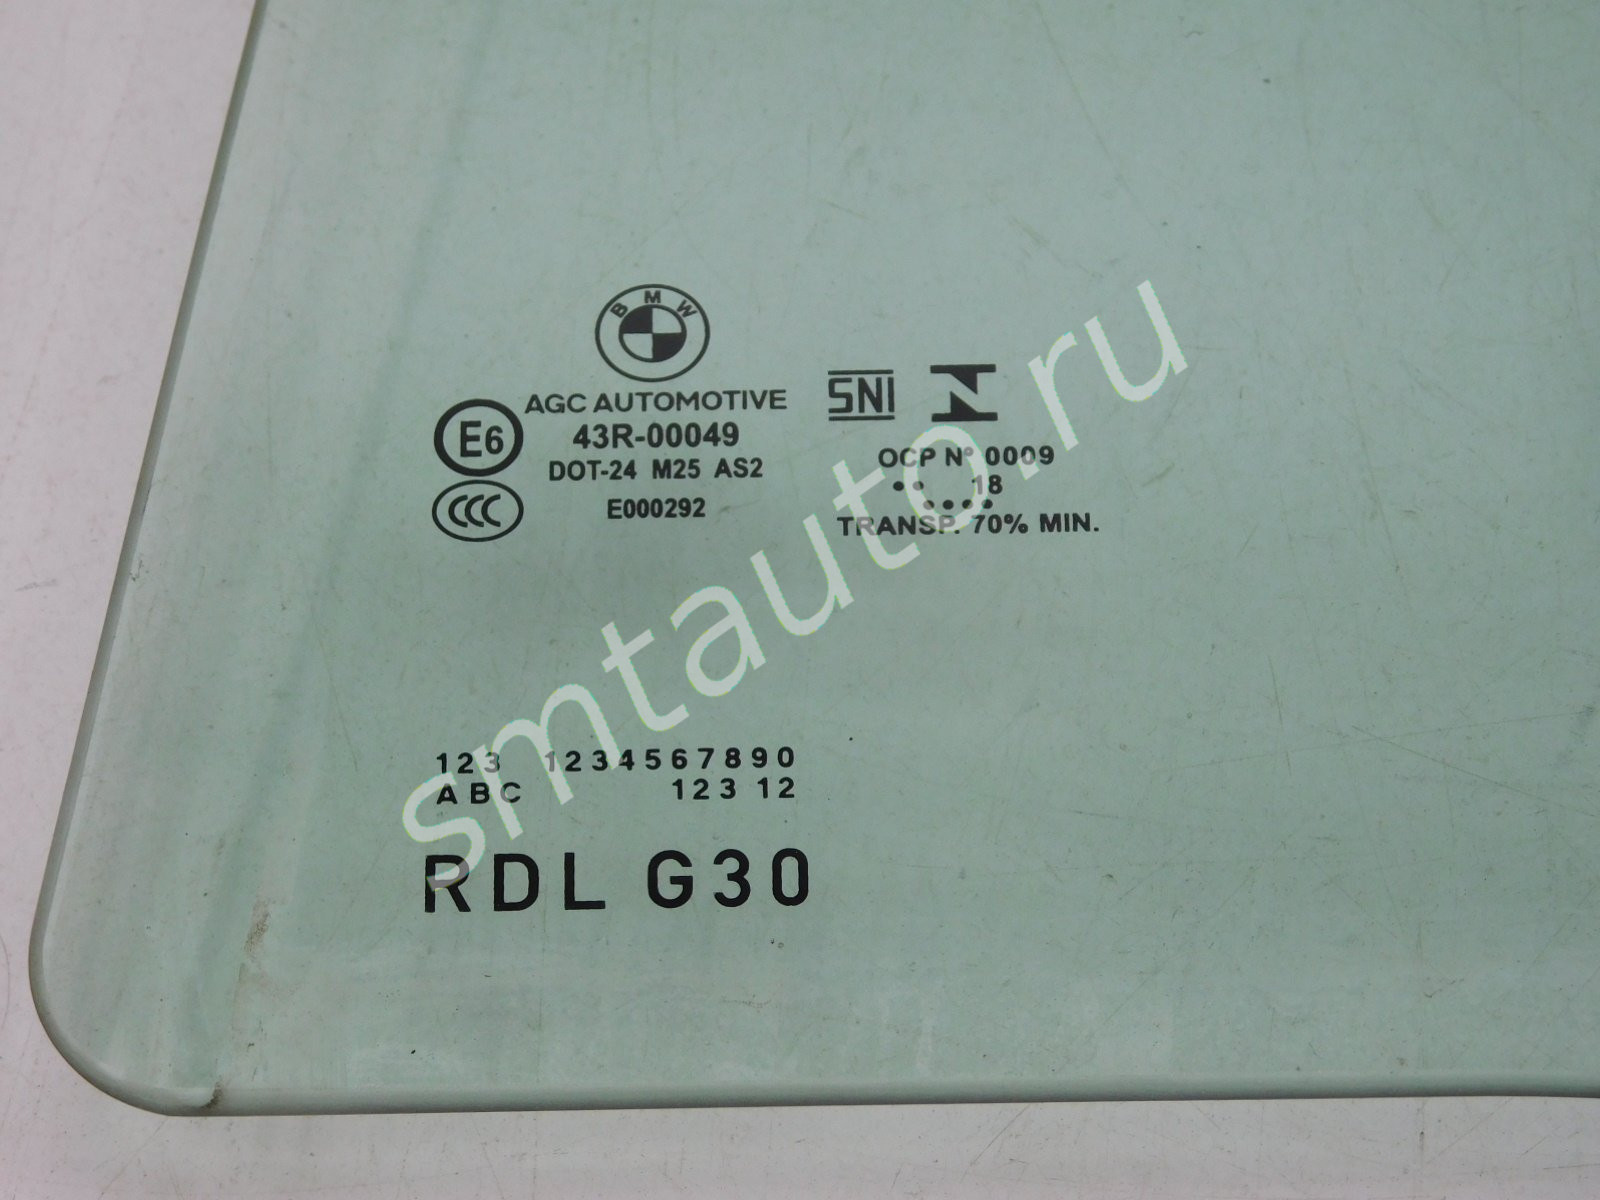 BMW
AGC AUTOMOTIVE
E6
43R-00049
DOT-24 M25 AS2
CCC
E000292
SNI
OCP Nº 0009
•• 18
••••
TRANSP. 70% MIN.
123 1234567890
ABC 123 12
RDL G30
smtauto.ru